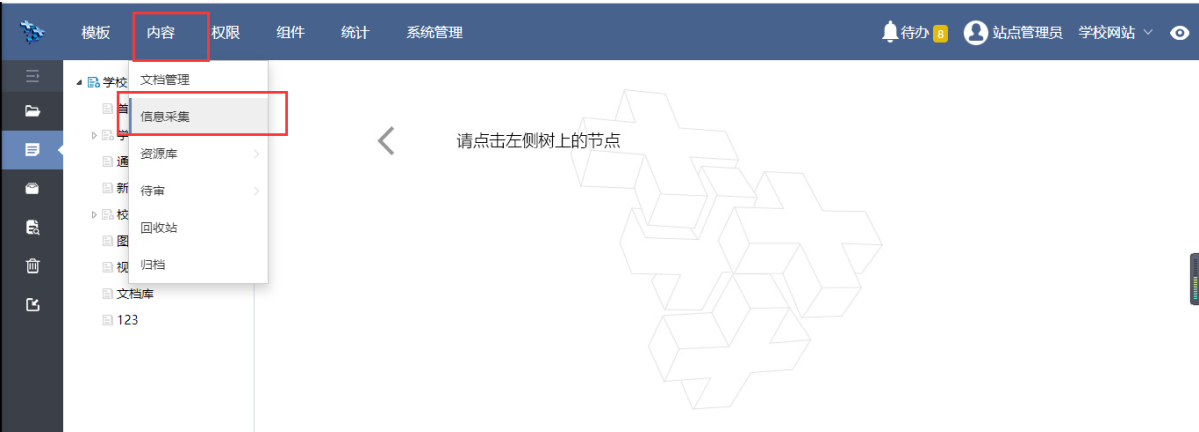 模板 内容 权限 组件 统计 系统管理 待办 8 站点管理员 学校网站
学校
文档管理
首
信息采集
请点击左侧树上的节点
学
资源库
通
新
待审
校
回收站
图
视
归档
文档库
123